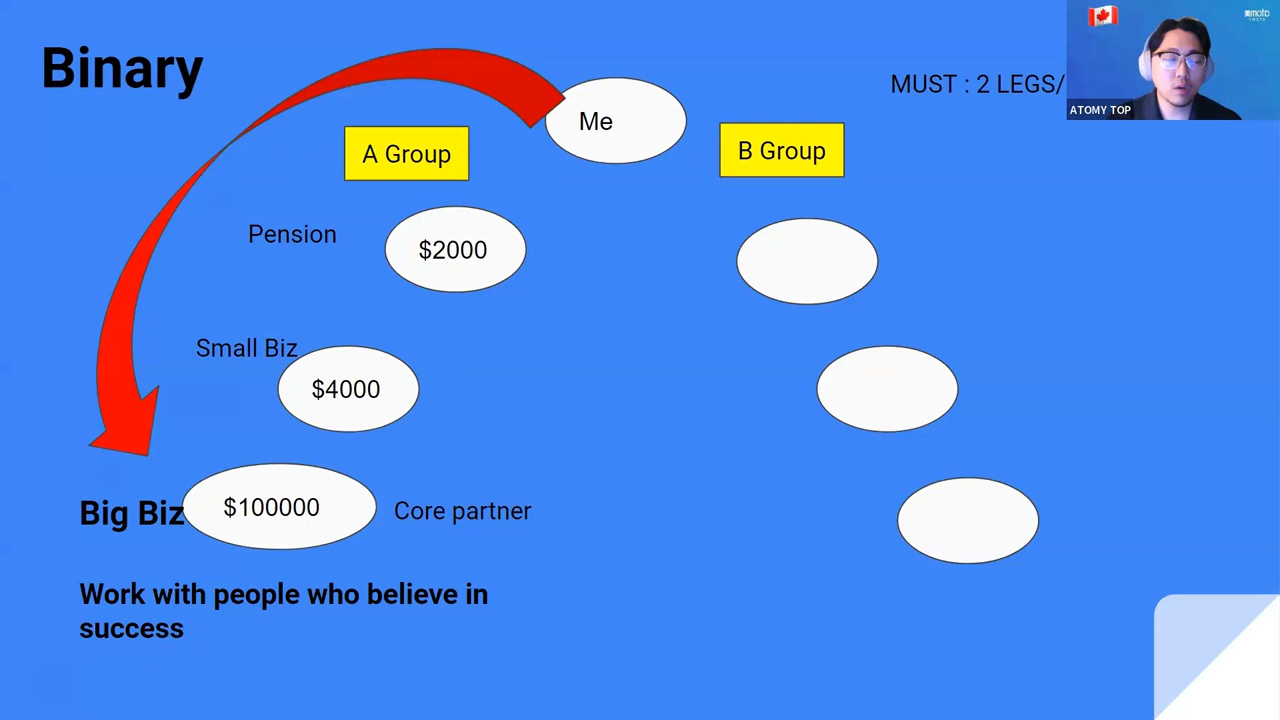 Binary
Me
MUST : 2 LEGS/
ATOMY TOP
A Group
B Group
Pension
$2000
Small Biz
$4000
Big Biz
$100000
Core partner
Work with people who believe in
success